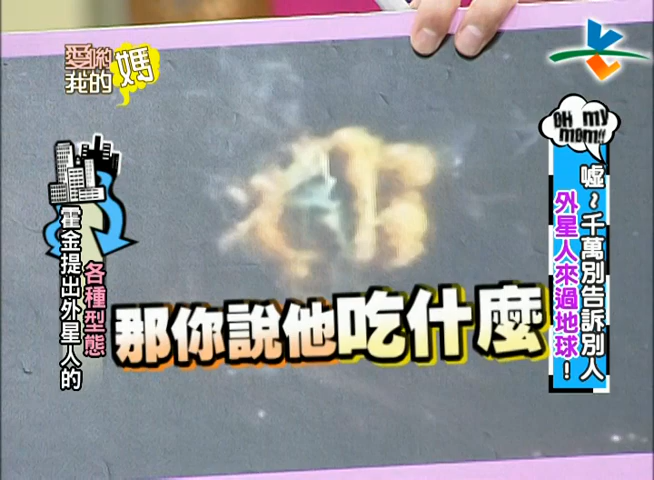 愛喲
我的媽
OH my
mom!!
噓~千萬別告訴別人
外星人來過地球！
霍金提出外星人的
各種型態
那你說他吃什麼